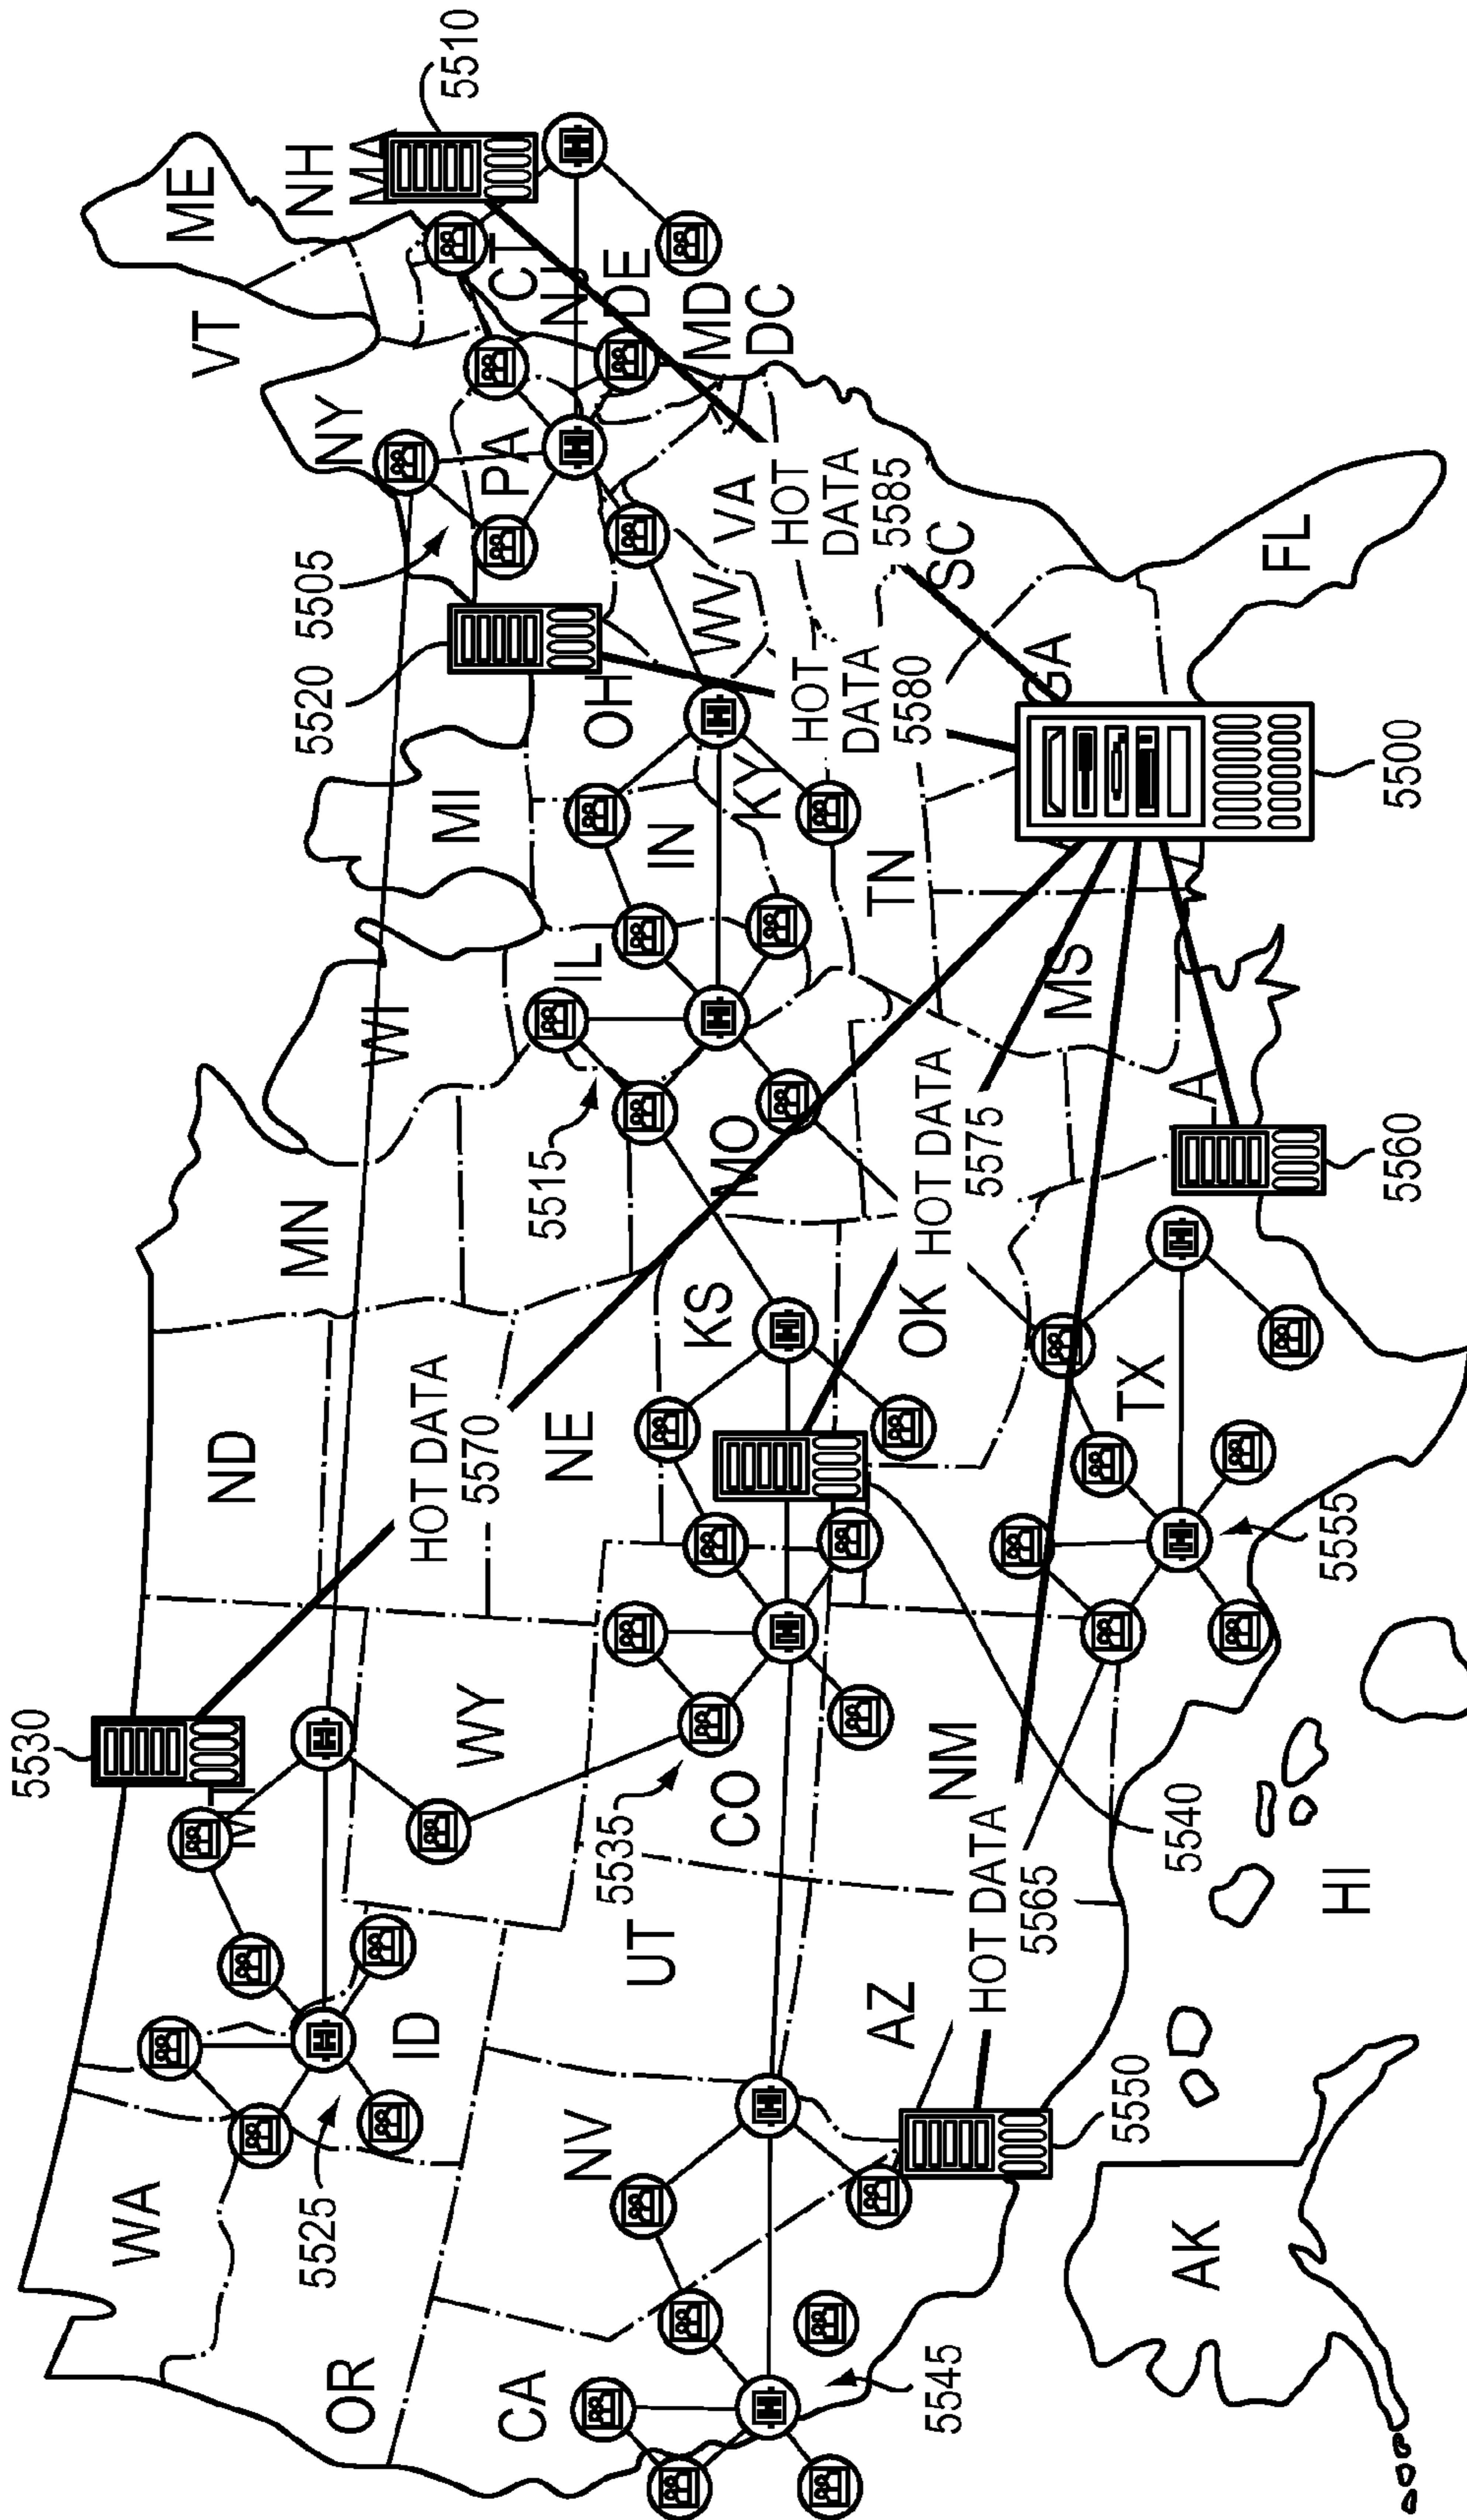 5530
WA
ME
VT
ND
MT
MN
NH
5520 5505
5525
NY
OR
MA
WI
ID
HOT DATA
5570
MI
5510
WY
PA
CT
CA
5515
NJ
NE
IL
NV
OH
5535
DE
UT
IN
MD
KS
WV
MO
CO
VA
KY
DC
HOT
DATA
5585
HOT
DATA
5580
TN
AZ
OK
HOT DATA
5575
5545
SC
NM
HOT DATA
5565
GA
MS
5550
TX
5540
LA
AK
FL
5555
HI
5500
5560